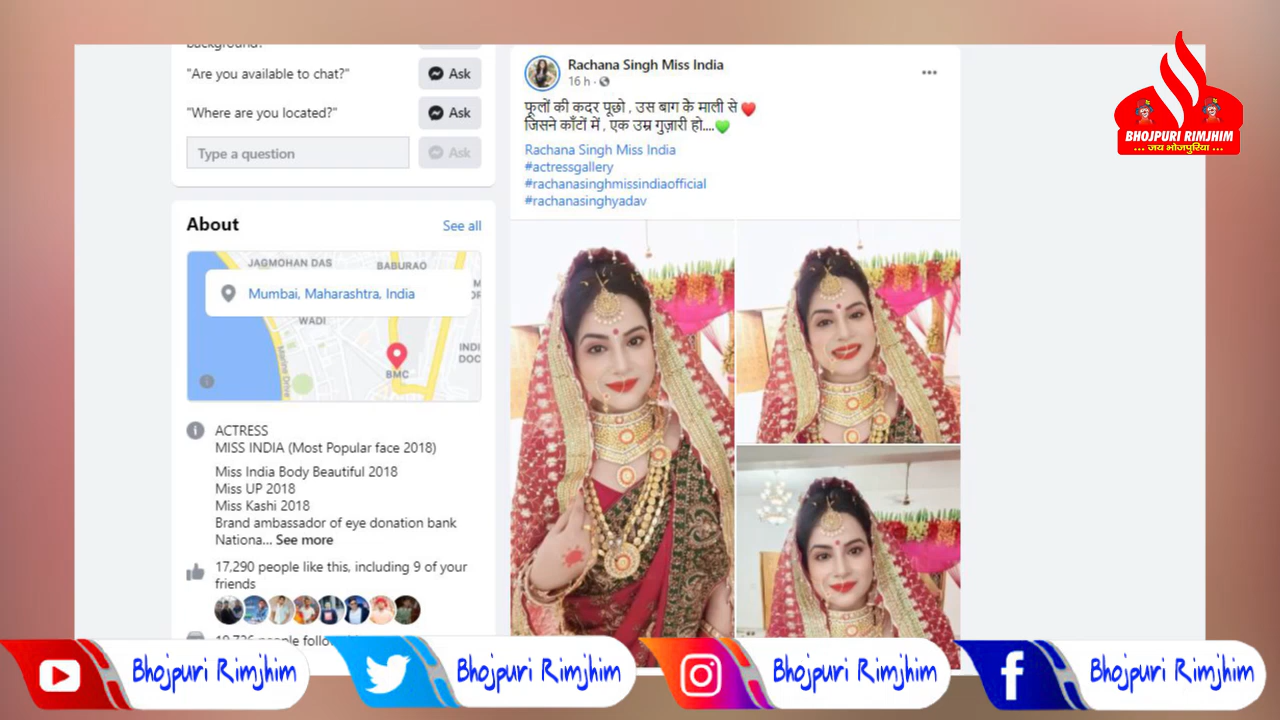 background?
"Are you available to chat?"
Ask
"Where are you located?"
Ask
Type a question
Ask
About
See all
JAGMOHAN DAS
BABURAO
Mumbai, Maharashtra, India
WADI
INDI
DOC
BMC
ACTRESS
MISS INDIA (Most Popular face 2018)
Miss India Body Beautiful 2018
Miss UP 2018
Miss Kashi 2018
Brand ambassador of eye donation bank
Nationa... See more
17,290 people like this, including 9 of your
friends
Rachana Singh Miss India
16 h
फूलों की कदर पूछो , उस बाग के माली से ❤️
जिसने काँटों में , एक उम्र गुज़ारी हो....💚
Rachana Singh Miss India
#actressgallery
#rachanasinghmissindiaofficial
#rachanasinghyadav
BHOJPURI RIMJHIM
... जय भोजपुरिया ...
Bhojpuri Rimjhim
Bhojpuri Rimjhim
Bhojpuri Rimjhim
Bhojpuri Rimjhim